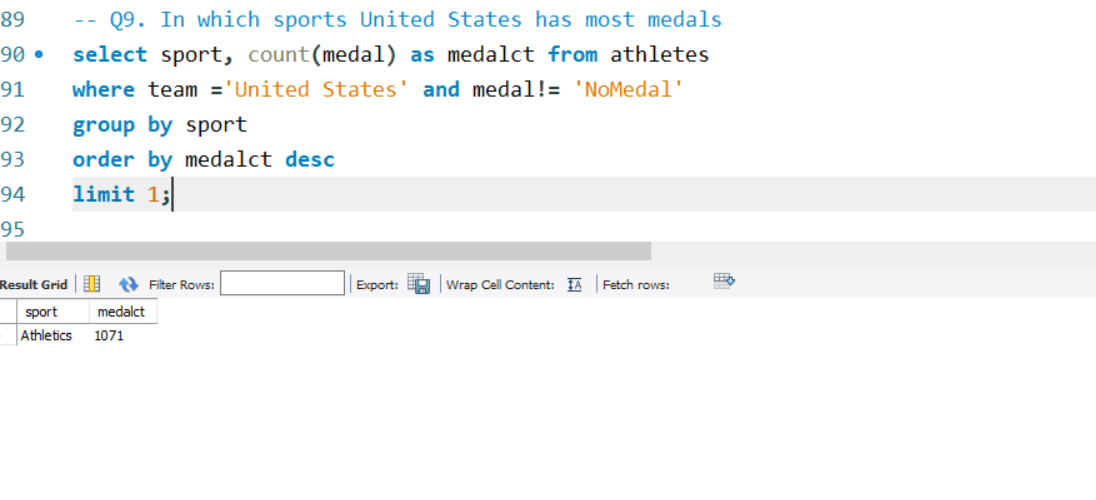 89 -- Q9. In which sports United States has most medals
90 select sport, count(medal) as medalct from athletes
91 where team ='United States' and medal!= 'NoMedal'
92 group by sport
93 order by medalct desc
94 limit 1;
95
Result Grid Filter Rows: Export: Wrap Cell Content: Fetch rows:
sport medalct
Athletics 1071